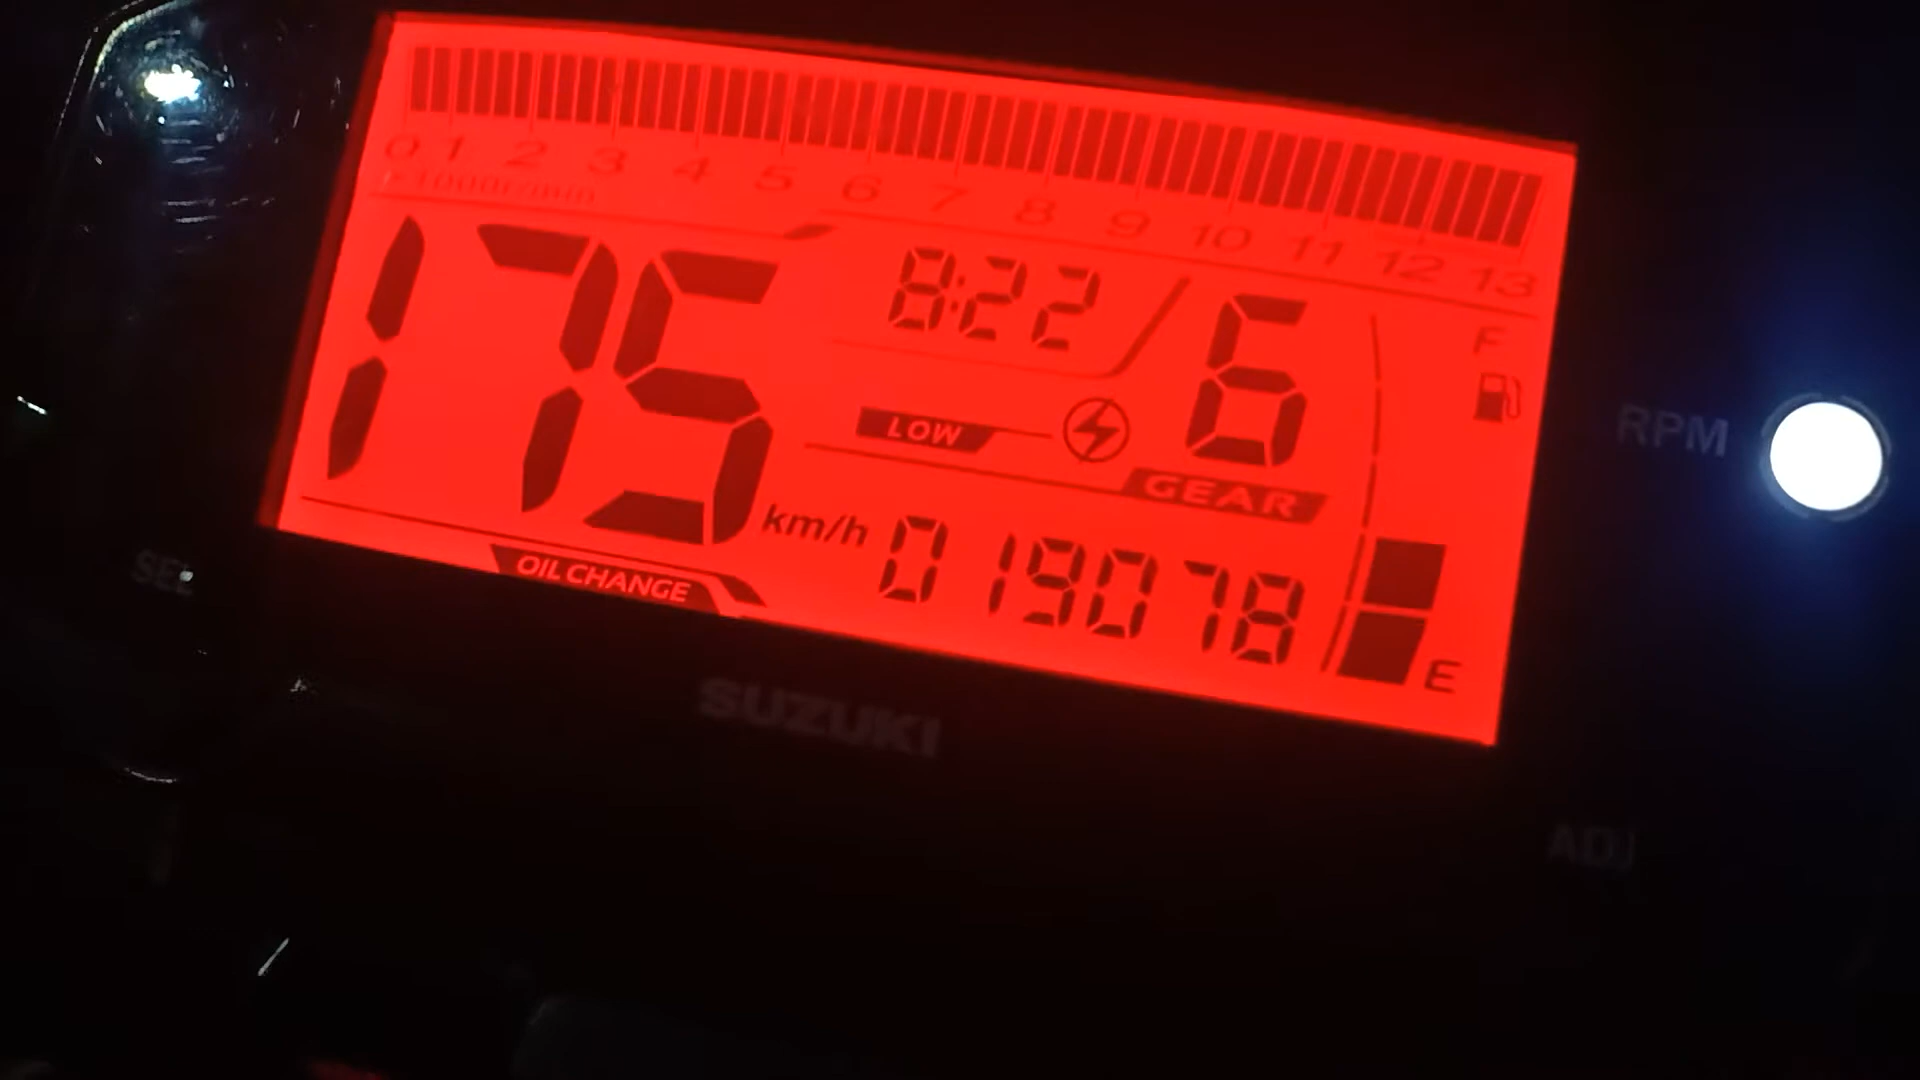 0 1 2 3 4 5 6 7 8 9 10 11 12 13
×1000r/min
175 km/h
8:22
6
F
LOW
GEAR
RPM
OIL CHANGE
019078
E
SEL
SUZUKI
ADJ